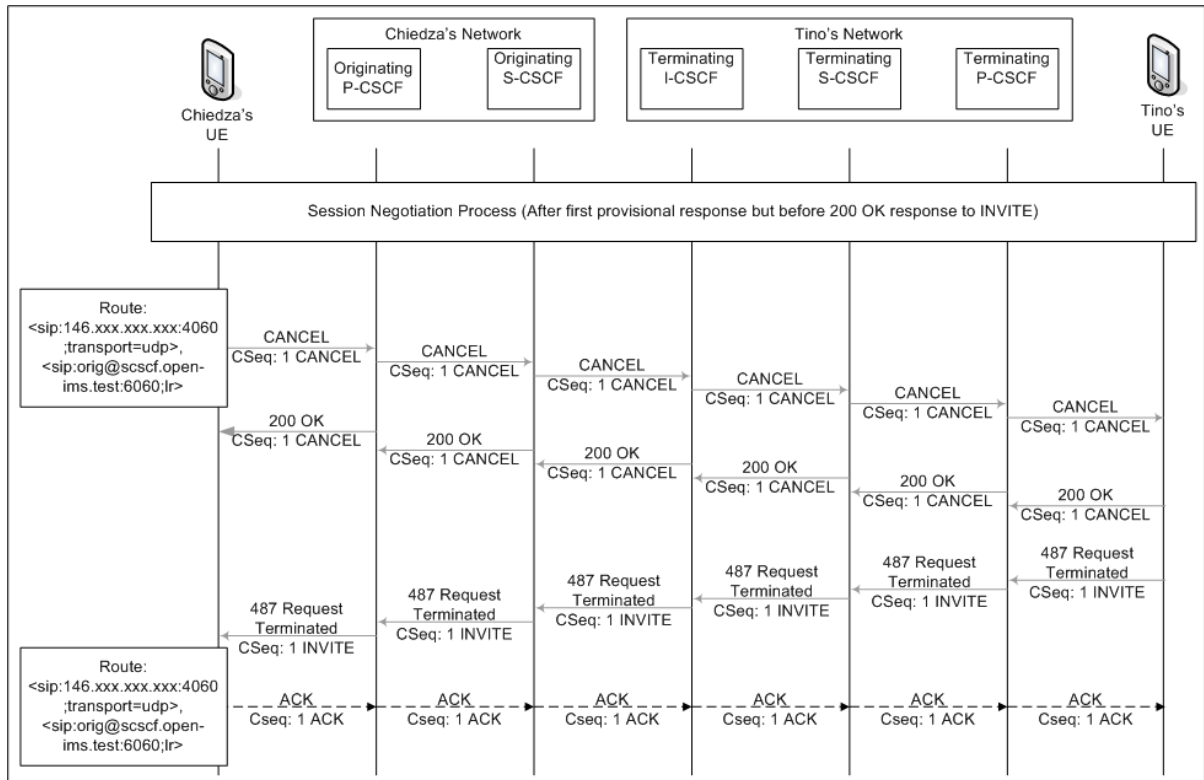 Chiedza's Network
Tino's Network
Originating
P-CSCF
Originating
S-CSCF
Terminating
I-CSCF
Terminating
S-CSCF
Terminating
P-CSCF
Chiedza's
UE
Tino's
UE
Session Negotiation Process (After first provisional response but before 200 OK response to INVITE)
Route:
<sip:146.xxx.xxx.xxx:4060
;transport=udp>,
<sip:orig@scscf.open-
ims.test:6060;lr>
CANCEL
CSeq: 1 CANCEL
CANCEL
CSeq: 1 CANCEL
CANCEL
CSeq: 1 CANCEL
CANCEL
CSeq: 1 CANCEL
CANCEL
CSeq: 1 CANCEL
CANCEL
CSeq: 1 CANCEL
200 OK
CSeq: 1 CANCEL
200 OK
CSeq: 1 CANCEL
200 OK
CSeq: 1 CANCEL
200 OK
CSeq: 1 CANCEL
200 OK
CSeq: 1 CANCEL
200 OK
CSeq: 1 CANCEL
487 Request
Terminated
CSeq: 1 INVITE
487 Request
Terminated
CSeq: 1 INVITE
487 Request
Terminated
CSeq: 1 INVITE
487 Request
Terminated
CSeq: 1 INVITE
487 Request
Terminated
CSeq: 1 INVITE
487 Request
Terminated
CSeq: 1 INVITE
Route:
<sip:146.xxx.xxx.xxx:4060
;transport=udp>,
<sip:orig@scscf.open-
ims.test:6060;lr>
ACK
Cseq: 1 ACK
ACK
Cseq: 1 ACK
ACK
Cseq: 1 ACK
ACK
Cseq: 1 ACK
ACK
Cseq: 1 ACK
ACK
Cseq: 1 ACK